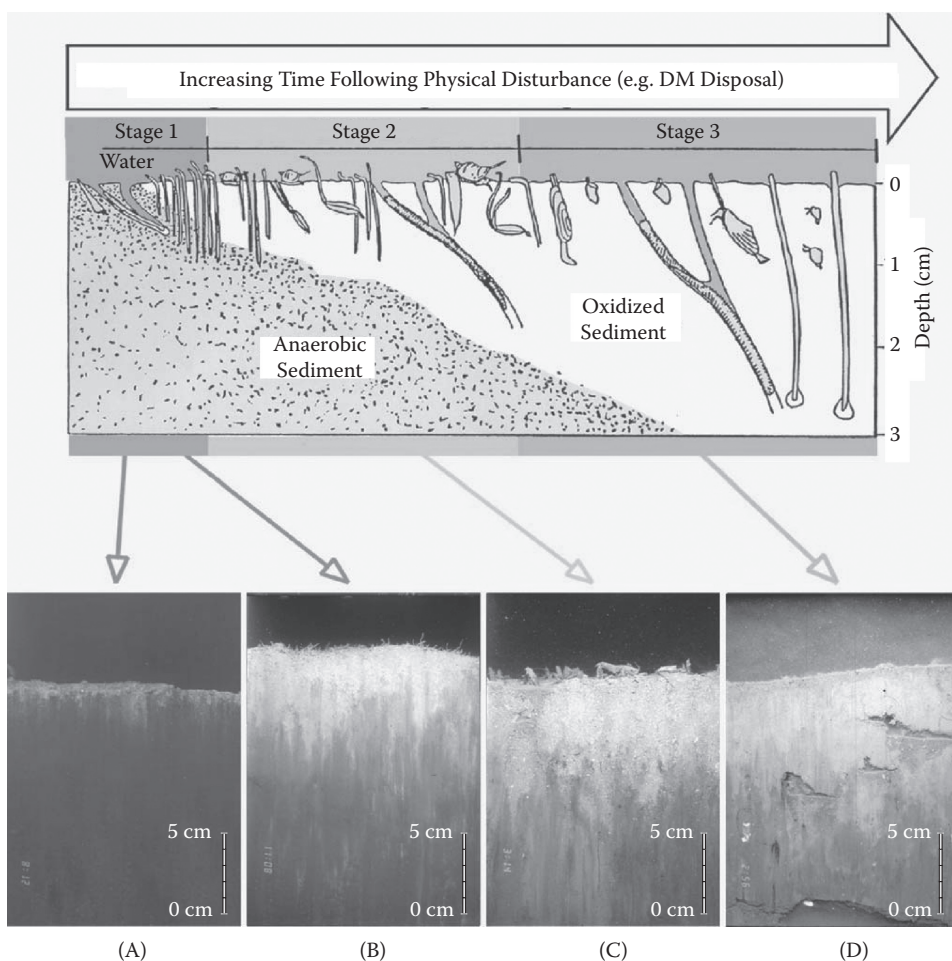 Increasing Time Following Physical Disturbance (e.g. DM Disposal)
Stage 1
Stage 2
Stage 3
Water
0
1
2
3
Depth (cm)
Oxidized
Sediment
Anaerobic
Sediment
5 cm
0 cm
5 cm
0 cm
5 cm
0 cm
5 cm
0 cm
(A)
(B)
(C)
(D)